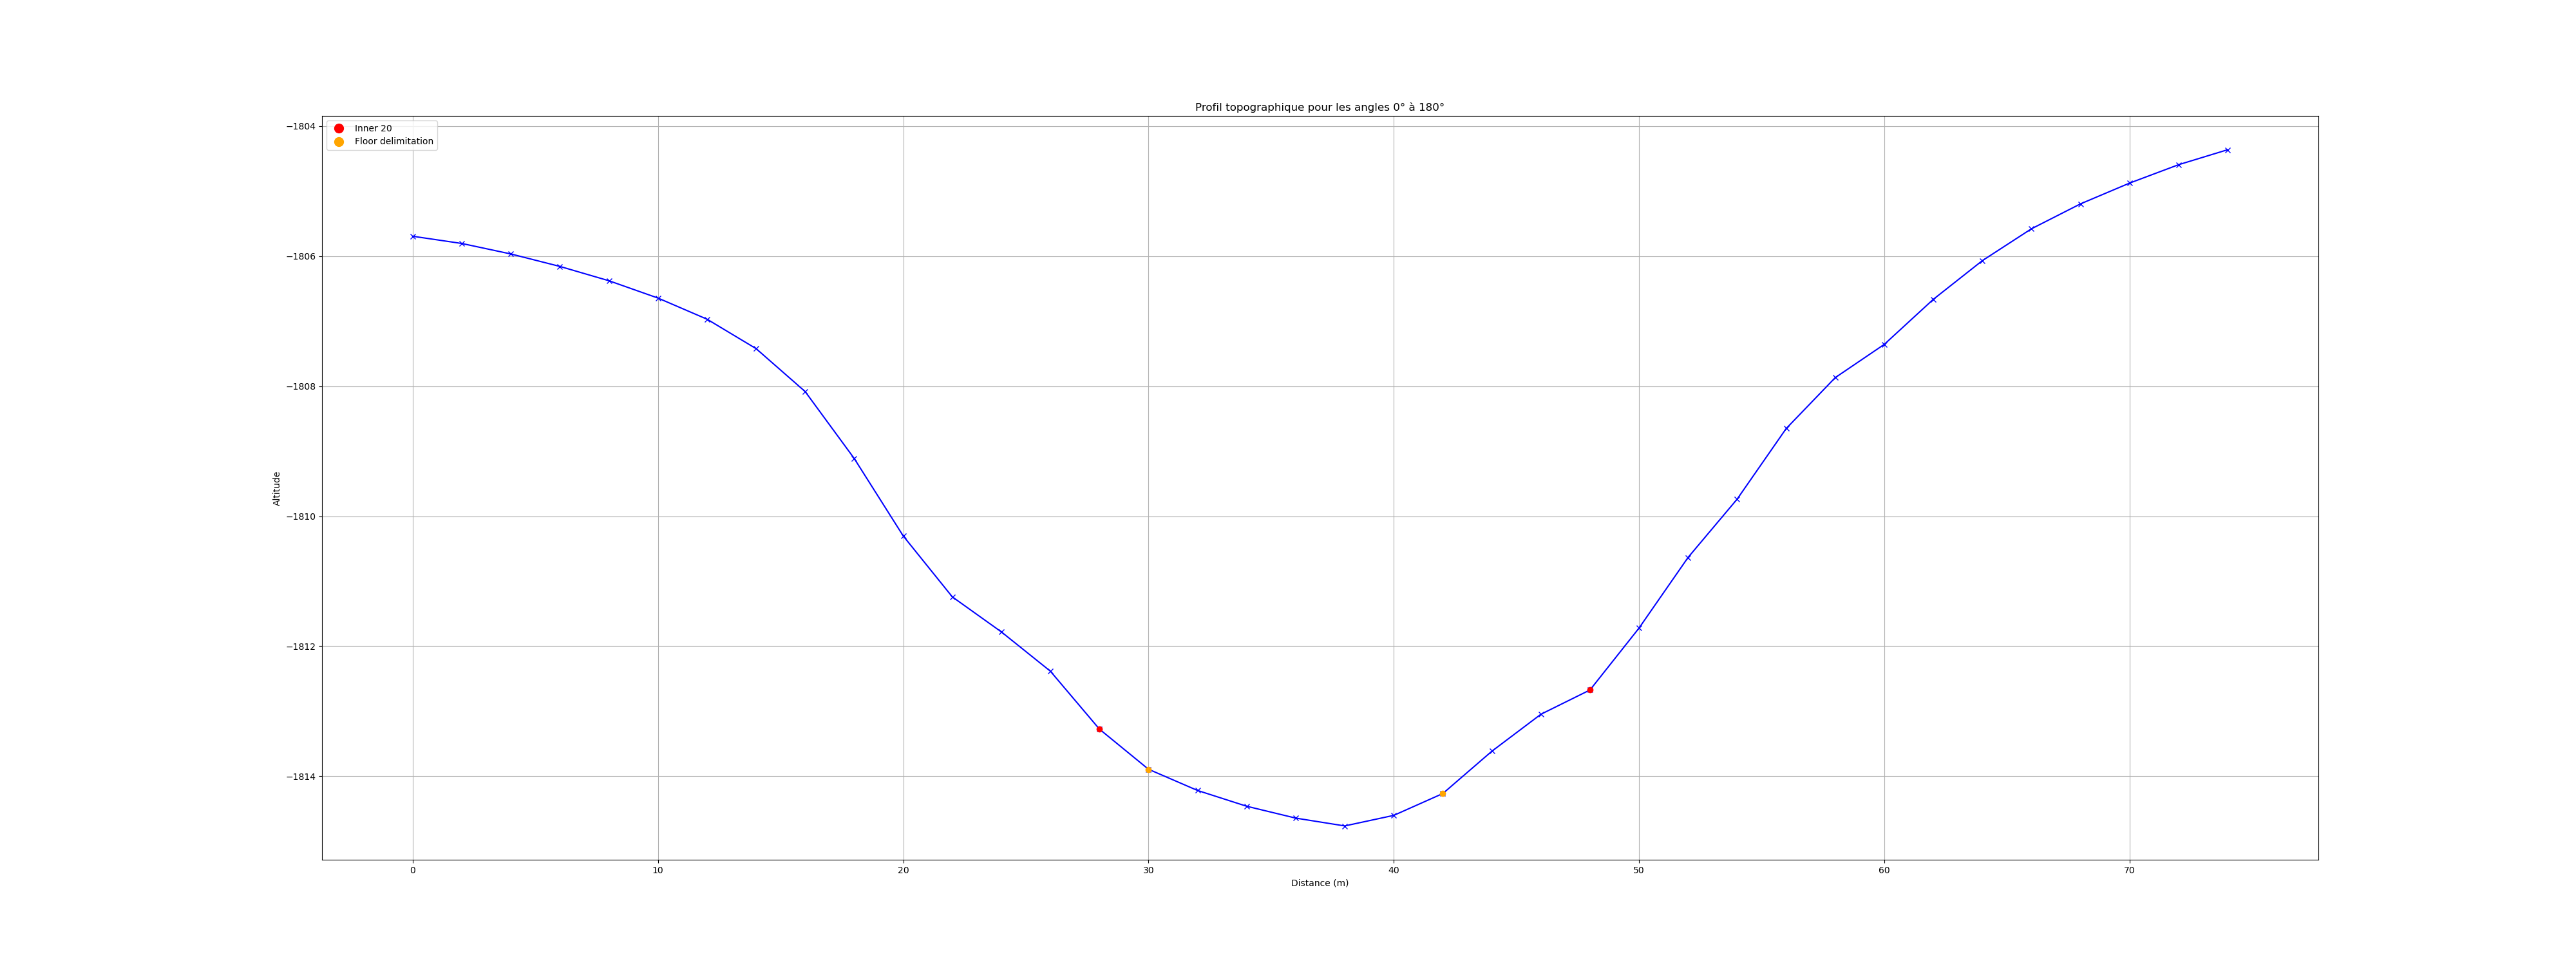 Profil topographique pour les angles 0° à 180°
Inner 20
Floor delimitation
−1804
−1806
−1808
−1810
−1812
−1814
Altitude
0 10 20 30 40 50 60 70
Distance (m)